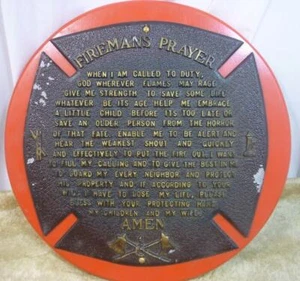 FIREMAN'S PRAYER
WHEN I AM CALLED TO DUTY,
GOD WHEREVER FLAMES MAY RAGE,
GIVE ME STRENGTH TO SAVE SOME LIFE
WHATEVER BE ITS AGE HELP ME EMBRACE
A LITTLE CHILD BEFORE ITS TOO LATE OR
SAVE AN OLDER PERSON FROM THE HORROR
OF THAT FATE. ENABLE ME TO BE ALERT AND
HEAR THE WEAKEST SHOUT AND QUICKLY
AND EFFECTIVELY TO PUT THE FIRE OUT. I WANT
TO FILL MY CALLING AND TO GIVE THE BEST IN ME
TO GUARD MY EVERY NEIGHBOR AND PROTECT
HIS PROPERTY AND IF ACCORDING TO YOUR
WILL I HAVE TO LOSE MY LIFE, PLEASE
BLESS WITH YOUR PROTECTING HAND
MY CHILDREN AND MY WIFE
AMEN